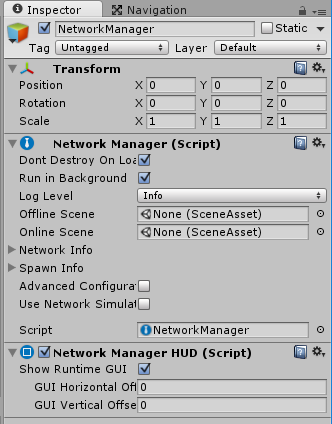 Inspector Navigation
NetworkManager Static
Tag Untagged Layer Default
Transform
Position X 0 Y 0 Z 0
Rotation X 0 Y 0 Z 0
Scale X 1 Y 1 Z 1
Network Manager (Script)
Dont Destroy On Loa
Run in Background
Log Level Info
Offline Scene None (SceneAsset)
Online Scene None (SceneAsset)
Network Info
Spawn Info
Advanced Configurat
Use Network Simulat
Script NetworkManager
Network Manager HUD (Script)
Show Runtime GUI
GUI Horizontal Off 0
GUI Vertical Offse 0